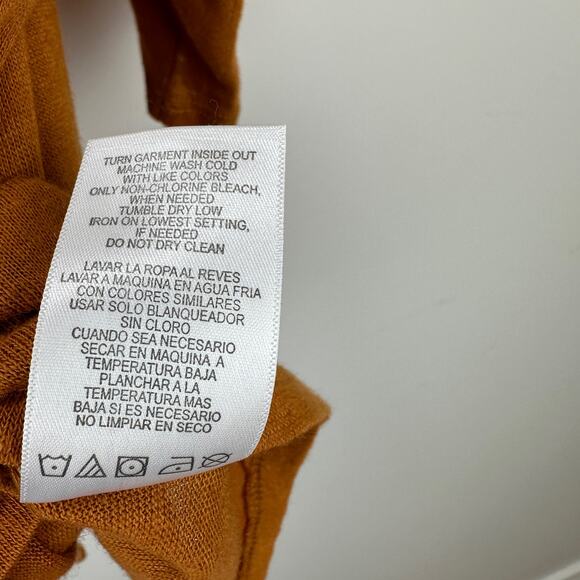 TURN GARMENT INSIDE OUT
MACHINE WASH COLD
WITH LIKE COLORS
ONLY NON-CHLORINE BLEACH,
WHEN NEEDED
TUMBLE DRY LOW
IRON ON LOWEST SETTING,
IF NEEDED
DO NOT DRY CLEAN
LAVAR LA ROPA AL REVES
LAVAR A MAQUINA EN AGUA FRIA
CON COLORES SIMILARES
USAR SOLO BLANQUEADOR
SIN CLORO
CUANDO SEA NECESARIO
SECAR EN MAQUINA A
TEMPERATURA BAJA
PLANCHAR A LA
TEMPERATURA MAS
BAJA SI ES NECESARIO
NO LIMPIAR EN SECO